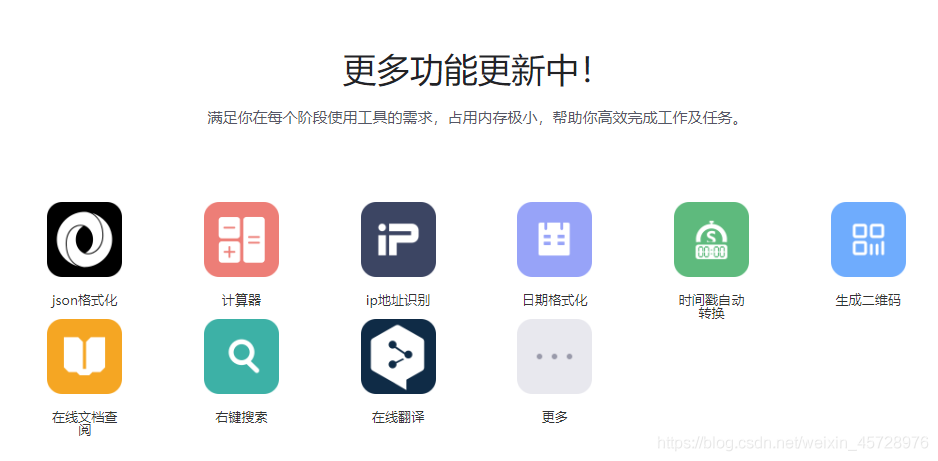 更多功能更新中！
满足你在每个阶段使用工具的需求，占用内存极小，帮助你高效完成工作及任务。
iP
S
00:00
json格式化
计算器
ip地址识别
日期格式化
时间戳自动
转换
生成二维码
在线文档查
阅
右键搜索
在线翻译
更多
https://blog.csdn.net/weixin_45728976